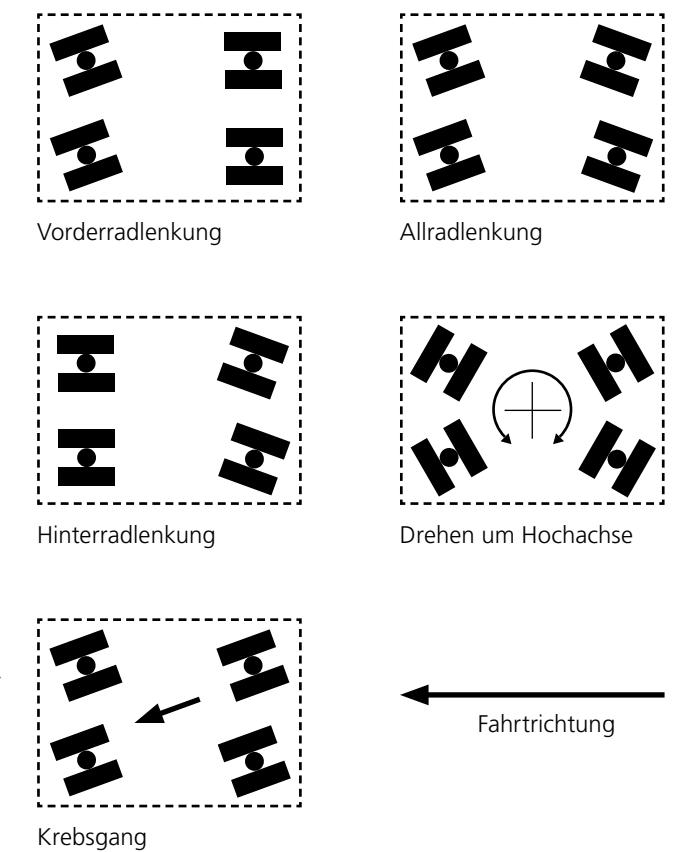 Vorderradlenkung
Allradlenkung
Hinterradlenkung
Drehen um Hochachse
Fahrtrichtung
Krebsgang